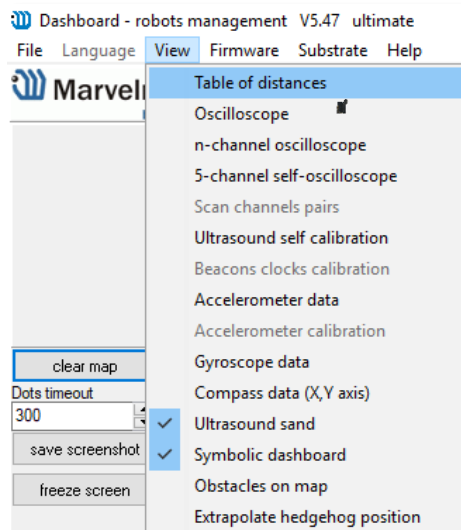 Dashboard - robots management V5.47 ultimate
File Language View Firmware Substrate Help
Table of distances
Oscilloscope
n-channel oscilloscope
5-channel self-oscilloscope
Scan channels pairs
Ultrasound self calibration
Beacons clocks calibration
Accelerometer data
Accelerometer calibration
Gyroscope data
Compass data (X,Y axis)
Ultrasound sand
Symbolic dashboard
Obstacles on map
Extrapolate hedgehog position
clear map
Dots timeout
300
save screenshot
freeze screen